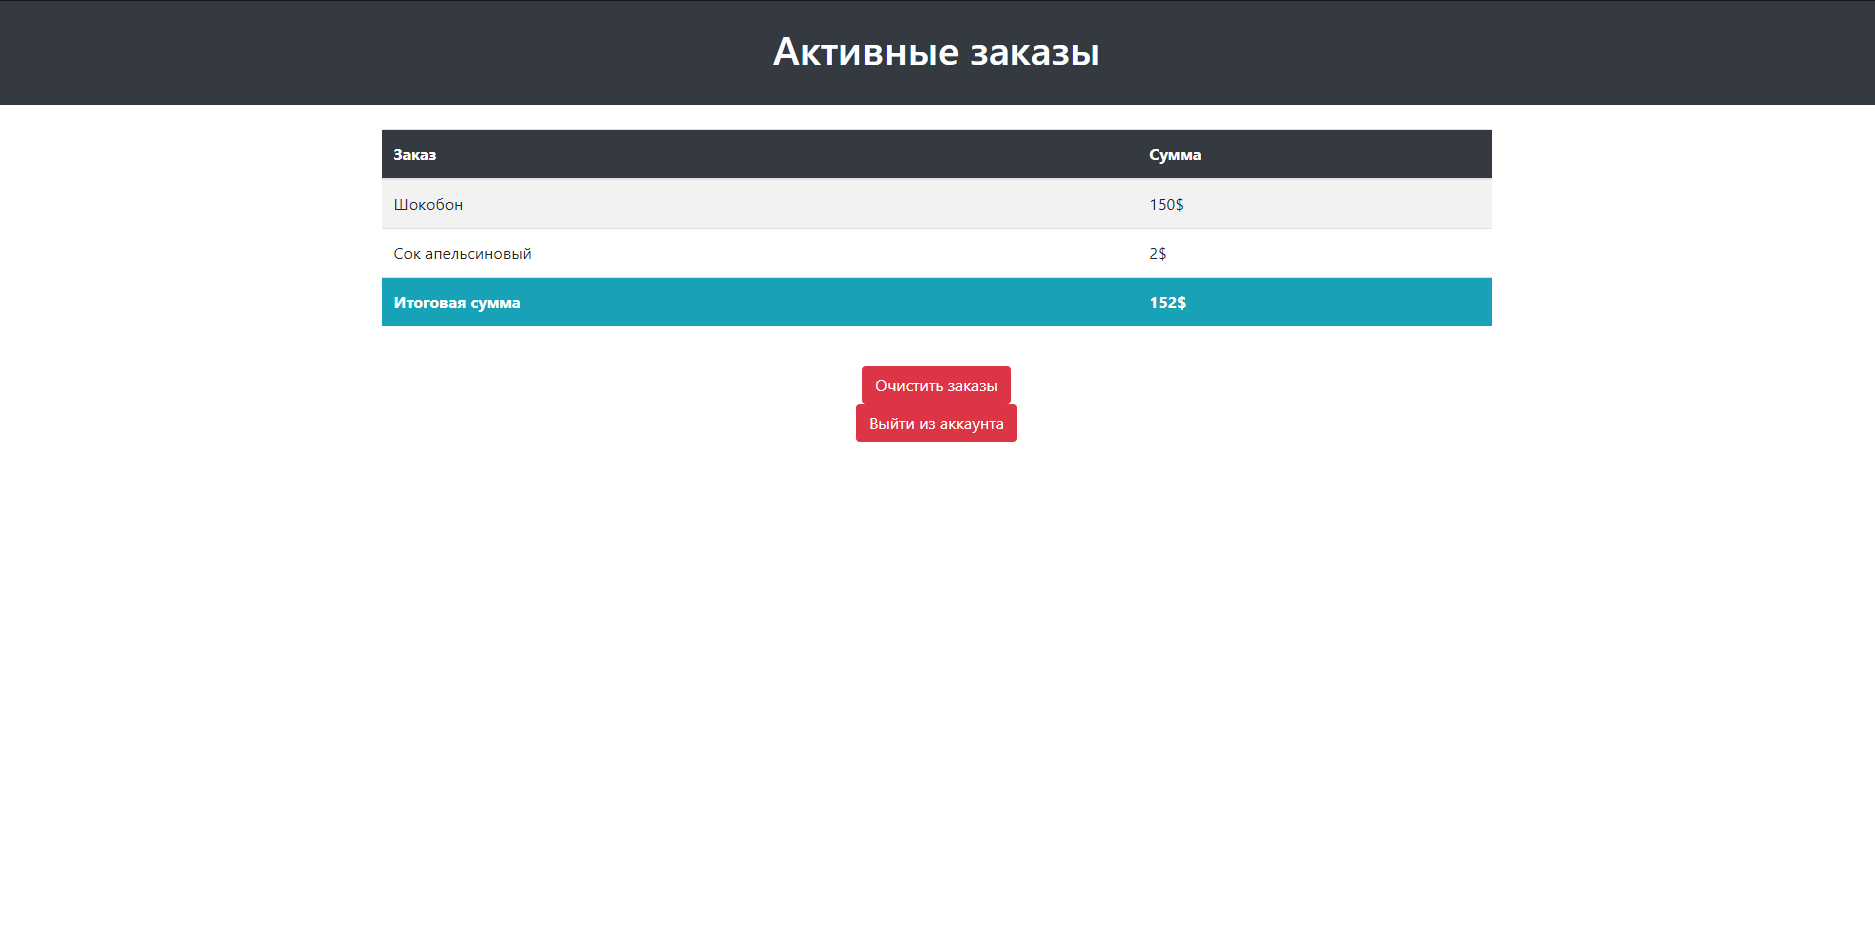 Активные заказы
Заказ Сумма
Шокобон 150$
Сок апельсиновый 2$
Итоговая сумма 152$
Очистить заказы
Выйти из аккаунта